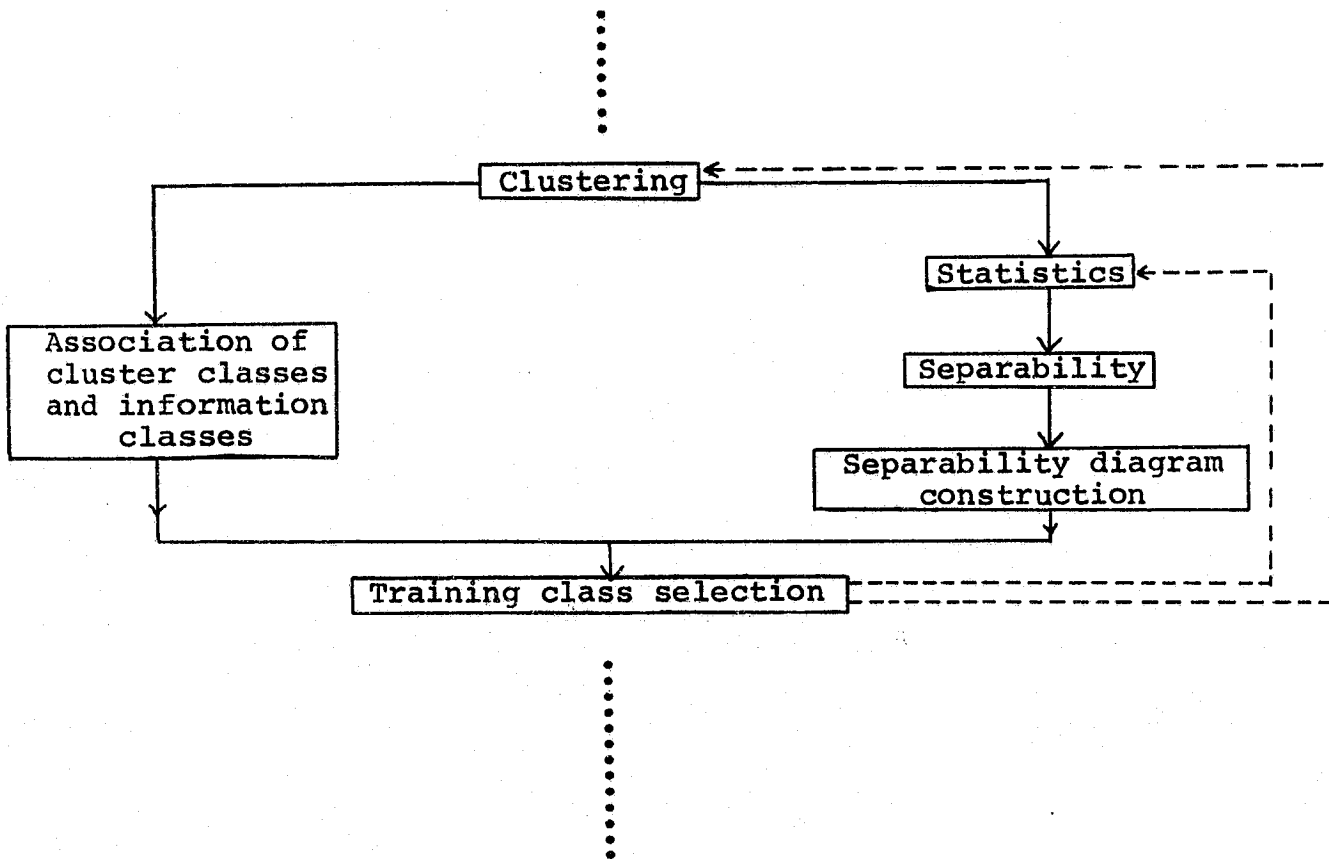 Clustering
Statistics
Association of
cluster classes
and information
classes
Separability
Separability diagram
construction
Training class selection